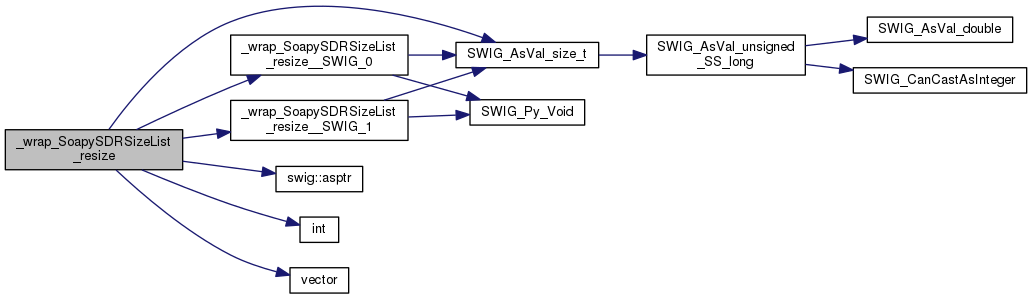 _wrap_SoapySDRSizeList
_resize
_wrap_SoapySDRSizeList
_resize__SWIG_0
_wrap_SoapySDRSizeList
_resize__SWIG_1
swig::asptr
int
vector
SWIG_AsVal_size_t
SWIG_Py_Void
SWIG_AsVal_unsigned
_SS_long
SWIG_AsVal_double
SWIG_CanCastAsInteger